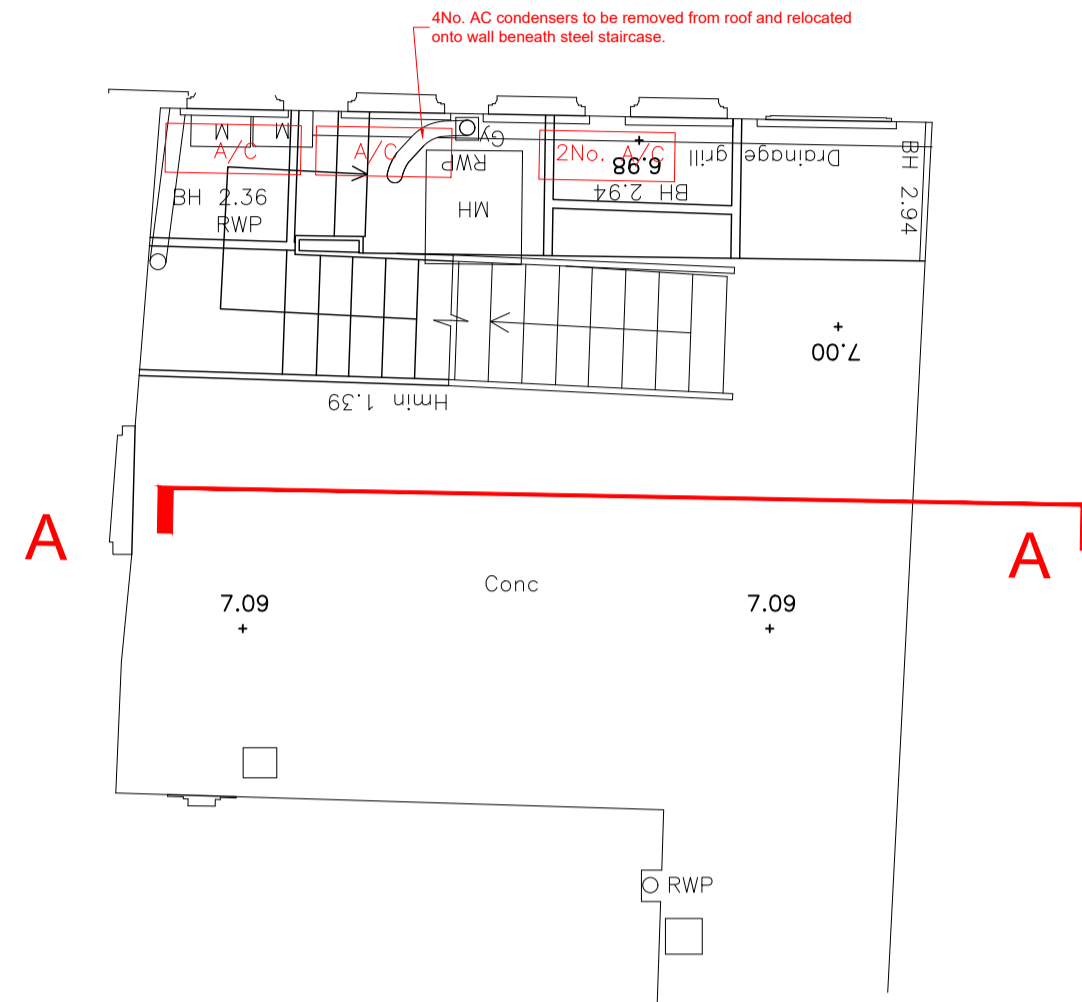 4No. AC condensers to be removed from roof and relocated
onto wall beneath steel staircase.
M
M
A/C
A/C
Gy
2No. A/C
6.98
Drainage grill
BH 2.94
RWP
BH 2.36
RWP
BH 2.94
MH
7.00
Hmin 1.39
A
A
Conc
7.09
7.09
RWP